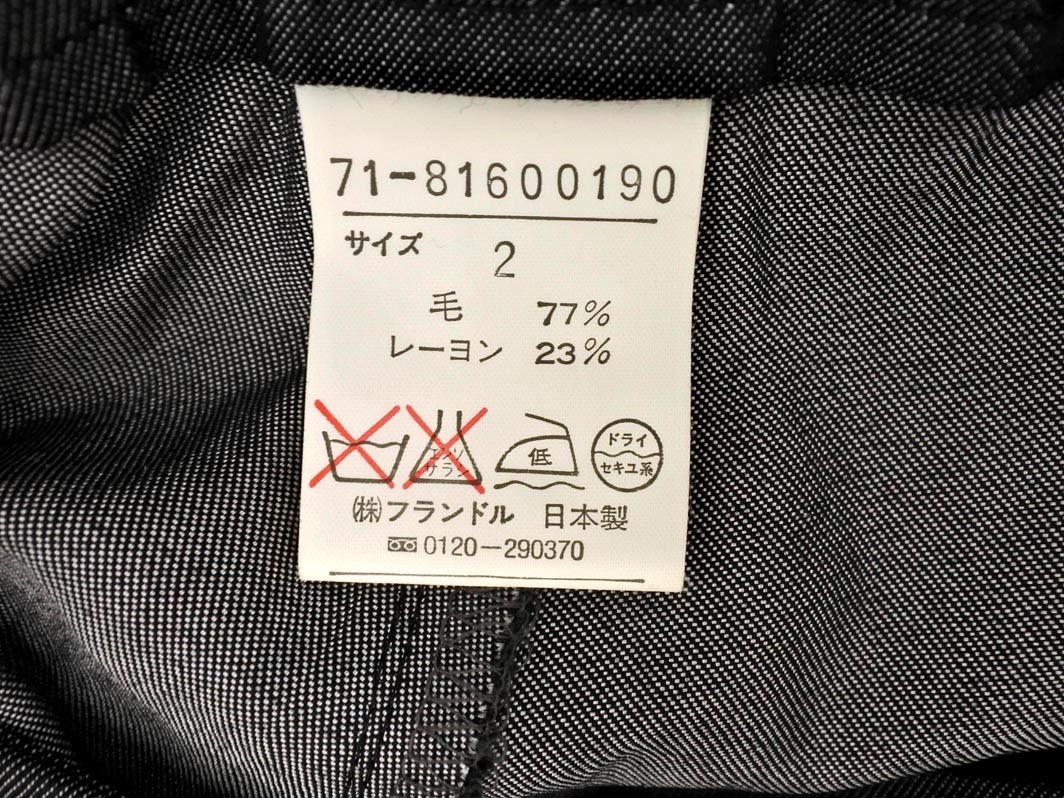 71-81600190
サイズ 2
毛 77%
レーヨン 23%
エンソ
サラシ
低
ドライ
セキユ系
㈱フランドル 日本製
0120-290370